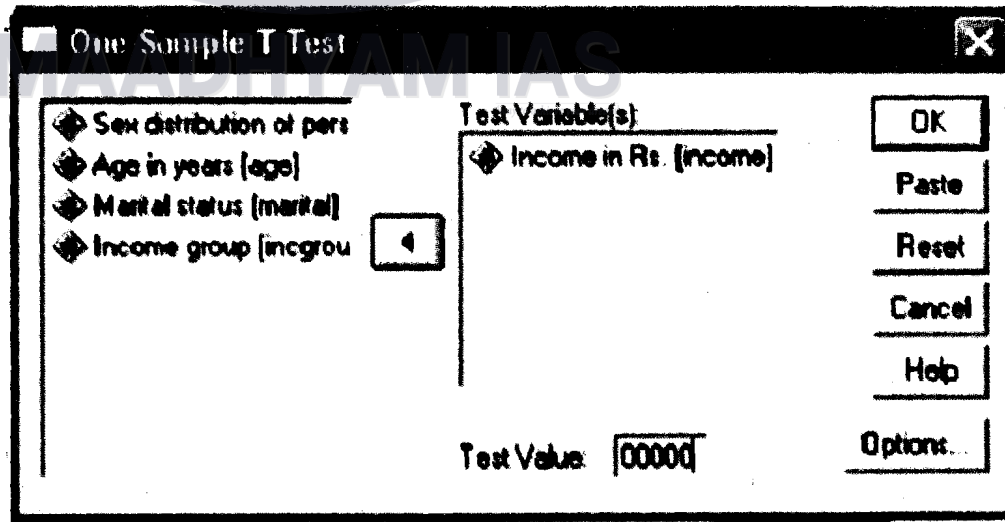 One Sample T Test
MAADHYAM IAS
Sex distribution of pers
Age in years [age]
Marital status [marital]
Income group [incgrou
Test Variable(s):
Income in Rs. [income]
Test Value: 00000
OK
Paste
Reset
Cancel
Help
Options...